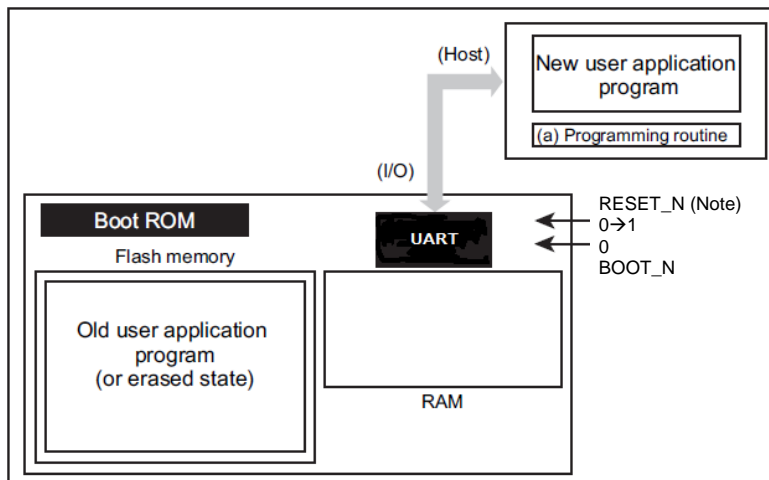 (Host)
New user application
program
(a) Programming routine
(I/O)
Boot ROM
UART
RESET_N (Note)
0→1
0
BOOT_N
Flash memory
Old user application
program
(or erased state)
RAM